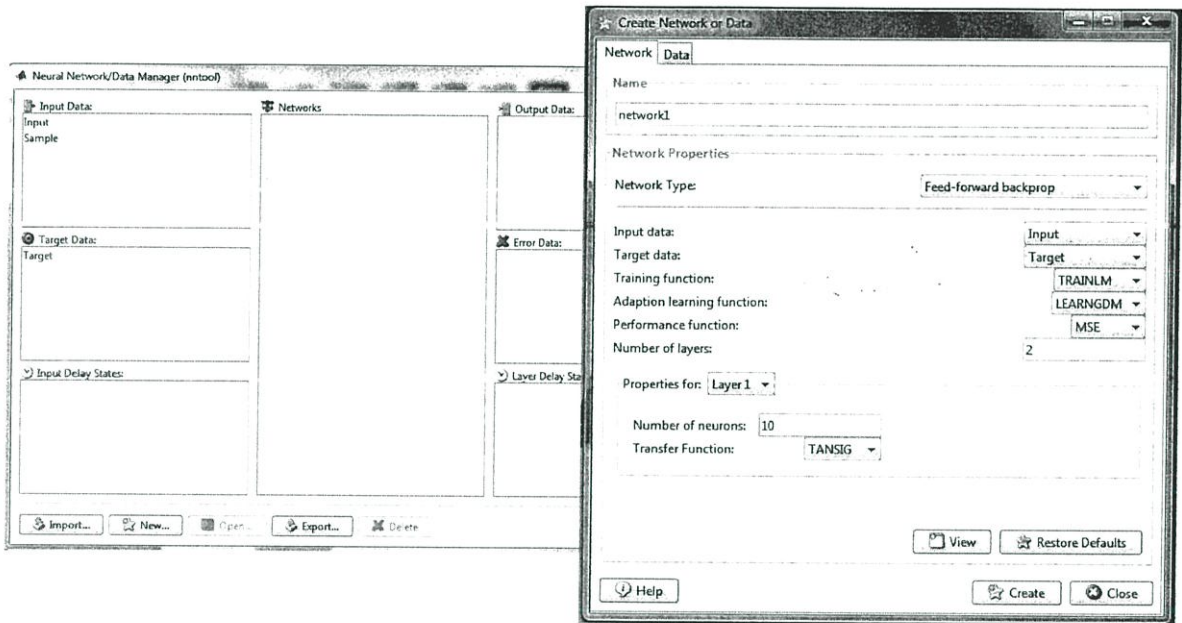 Neural Network/Data Manager (nntool)
Input Data:
Input
Sample
Networks
Output Data:
Target Data:
Target
Error Data:
Input Delay States:
Layer Delay Sta
Import...
New...
Open...
Export...
Delete
Create Network or Data
Network
Data
Name
network1
Network Properties
Network Type:
Feed-forward backprop
Input data:
Input
Target data:
Target
Training function:
TRAINLM
Adaption learning function:
LEARNGDM
Performance function:
MSE
Number of layers:
2
Properties for:
Layer 1
Number of neurons:
10
Transfer Function:
TANSIG
View
Restore Defaults
Help
Create
Close